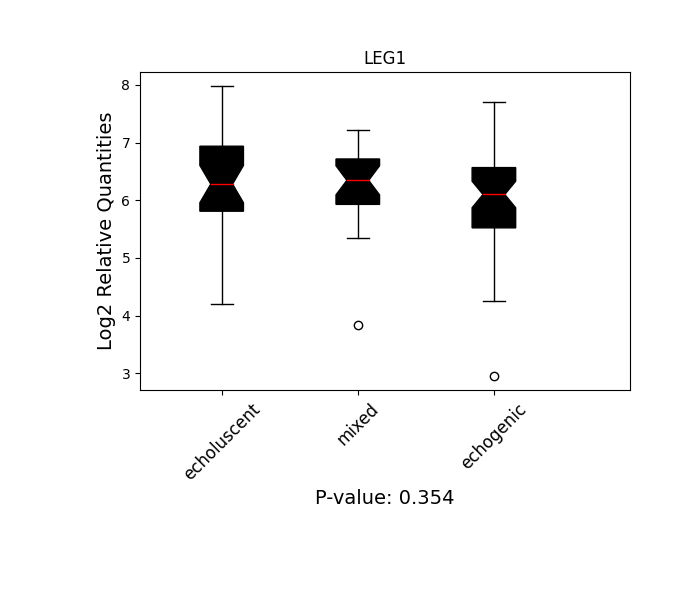 LEG1
Log2 Relative Quantities
8
7
6
5
4
3
echoluscent
mixed
echogenic
P-value: 0.354